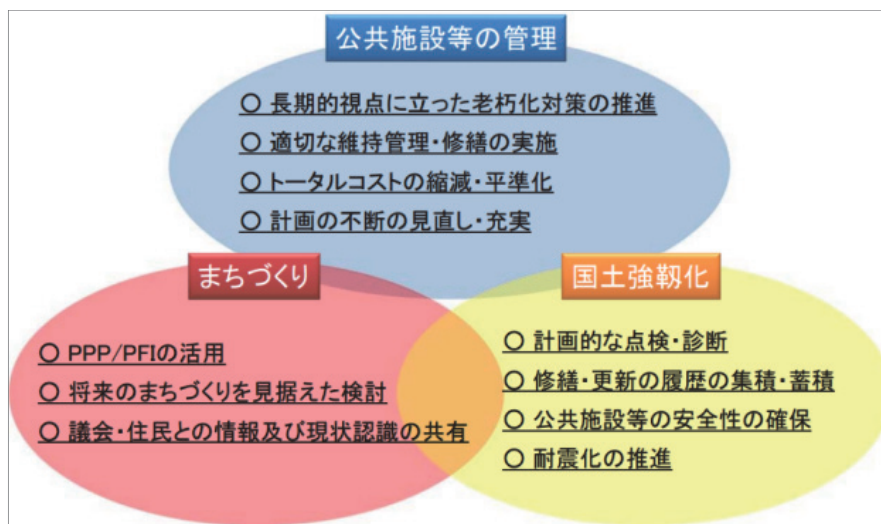 公共施設等の管理
〇 長期的視点に立った老朽化対策の推進
〇 適切な維持管理・修繕の実施
〇 トータルコストの縮減・平準化
〇 計画の不断の見直し・充実
まちづくり
〇 PPP/PFIの活用
〇 将来のまちづくりを見据えた検討
〇 議会・住民との情報及び現状認識の共有
国土強靱化
〇 計画的な点検・診断
〇 修繕・更新の履歴の集積・蓄積
〇 公共施設等の安全性の確保
〇 耐震化の推進